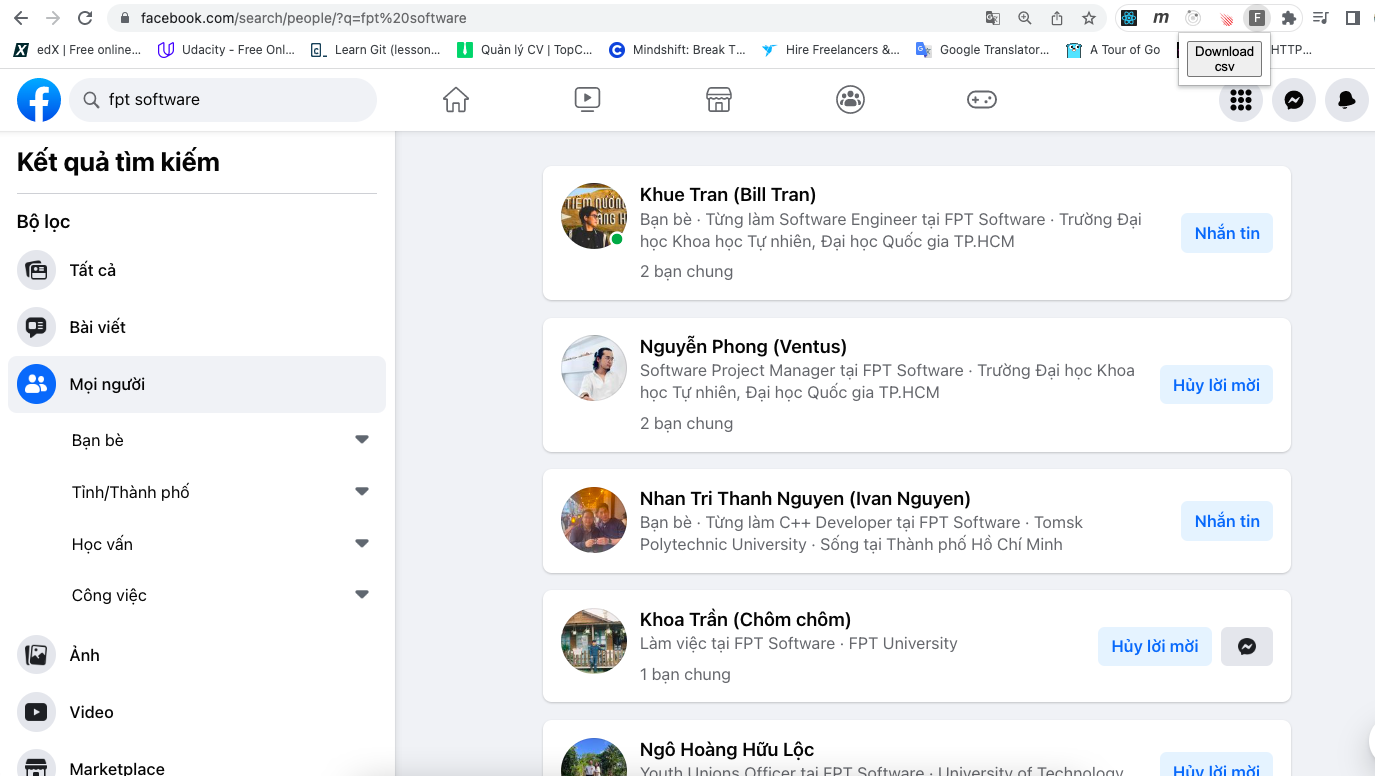 facebook.com/search/people/?q=fpt%20software
edX | Free online...
Udacity - Free Onl...
Learn Git (lesson...
Quản lý CV | TopC...
Mindshift: Break T...
Hire Freelancers &...
Google Translator...
A Tour of Go
HTTP...
Download
csv
fpt software
Kết quả tìm kiếm
Bộ lọc
Tất cả
Bài viết
Mọi người
Bạn bè
Tỉnh/Thành phố
Học vấn
Công việc
Ảnh
Video
Marketplace
Khue Tran (Bill Tran)
Bạn bè · Từng làm Software Engineer tại FPT Software · Trường Đại
học Khoa học Tự nhiên, Đại học Quốc gia TP.HCM
2 bạn chung
Nhắn tin
Nguyễn Phong (Ventus)
Software Project Manager tại FPT Software · Trường Đại học Khoa
học Tự nhiên, Đại học Quốc gia TP.HCM
2 bạn chung
Hủy lời mời
Nhan Tri Thanh Nguyen (Ivan Nguyen)
Bạn bè · Từng làm C++ Developer tại FPT Software · Tomsk
Polytechnic University · Sống tại Thành phố Hồ Chí Minh
Nhắn tin
Khoa Trần (Chôm chôm)
Làm việc tại FPT Software · FPT University
1 bạn chung
Hủy lời mời
Ngô Hoàng Hữu Lộc
Youth Unions Officer tại FPT Software · University of Technology
Hủy lời mời